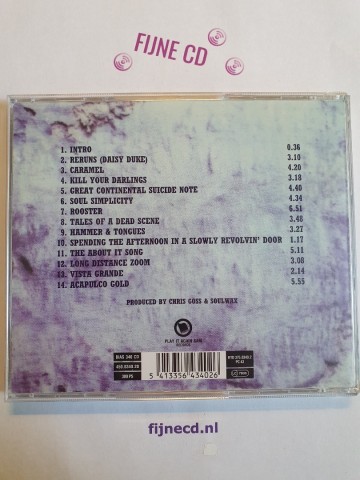 FIJNE CD
1. INTRO 0.36
2. RERUNS (DAISY DUKE) 3.10
3. CARAMEL 4.20
4. KILL YOUR DARLINGS 3.18
5. GREAT CONTINENTAL SUICIDE NOTE 4.40
6. SOUL SIMPLICITY 4.34
7. ROOSTER 6.51
8. TALES OF A DEAD SCENE 3.48
9. HAMMER & TONGUES 3.27
10. SPENDING THE AFTERNOON IN A SLOWLY REVOLVIN' DOOR 1.17
11. THE ABOUT IT SONG 5.11
12. LONG DISTANCE ZOOM 3.08
13. VISTA GRANDE 2.14
14. ACAPULCO GOLD 5.55
PRODUCED BY CHRIS GOSS & SOULWAX
PLAY IT AGAIN SAM
BIAS 340 CD
5 413356 434026
fijnecd.nl